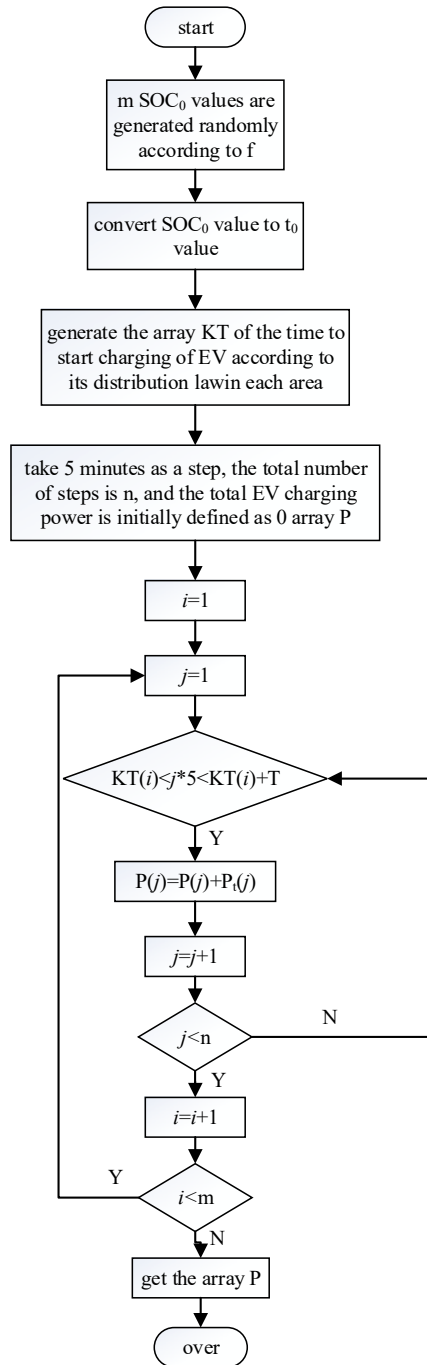 start
m SOC₀ values are
generated randomly
according to f
convert SOC₀ value to t₀
value
generate the array KT of the time to
start charging of EV according to
its distribution lawin each area
take 5 minutes as a step, the total number
of steps is n, and the total EV charging
power is initially defined as 0 array P
i=1
j=1
KT(i)<j*5<KT(i)+T
Y
P(j)=P(j)+Pₜ(j)
j=j+1
N
j<n
Y
i=i+1
Y
i<m
N
get the array P
over